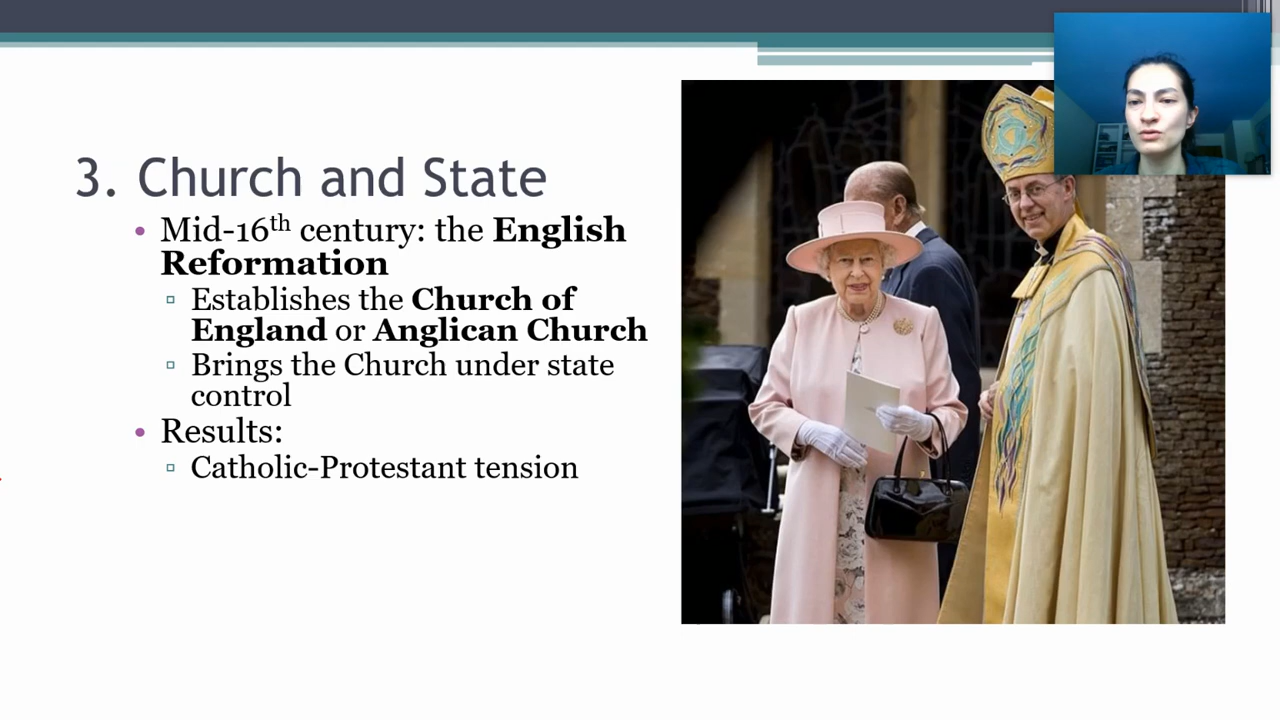 3. Church and State
• Mid-16th century: the English
Reformation
▫ Establishes the Church of
England or Anglican Church
▫ Brings the Church under state
control
• Results:
▫ Catholic-Protestant tension